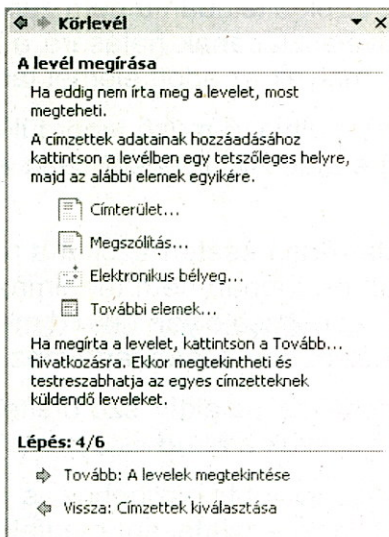 Körlevél
A levél megírása
Ha eddig nem írta meg a levelet, most
megteheti.
A címzettek adatainak hozzáadásához
kattintson a levélben egy tetszőleges helyre,
majd az alábbi elemek egyikére.
Címterület...
Megszólítás...
Elektronikus bélyeg...
További elemek...
Ha megírta a levelet, kattintson a Tovább...
hivatkozásra. Ekkor megtekintheti és
testreszabhatja az egyes címzetteknek
küldendő leveleket.
Lépés: 4/6
Tovább: A levelek megtekintése
Vissza: Címzettek kiválasztása